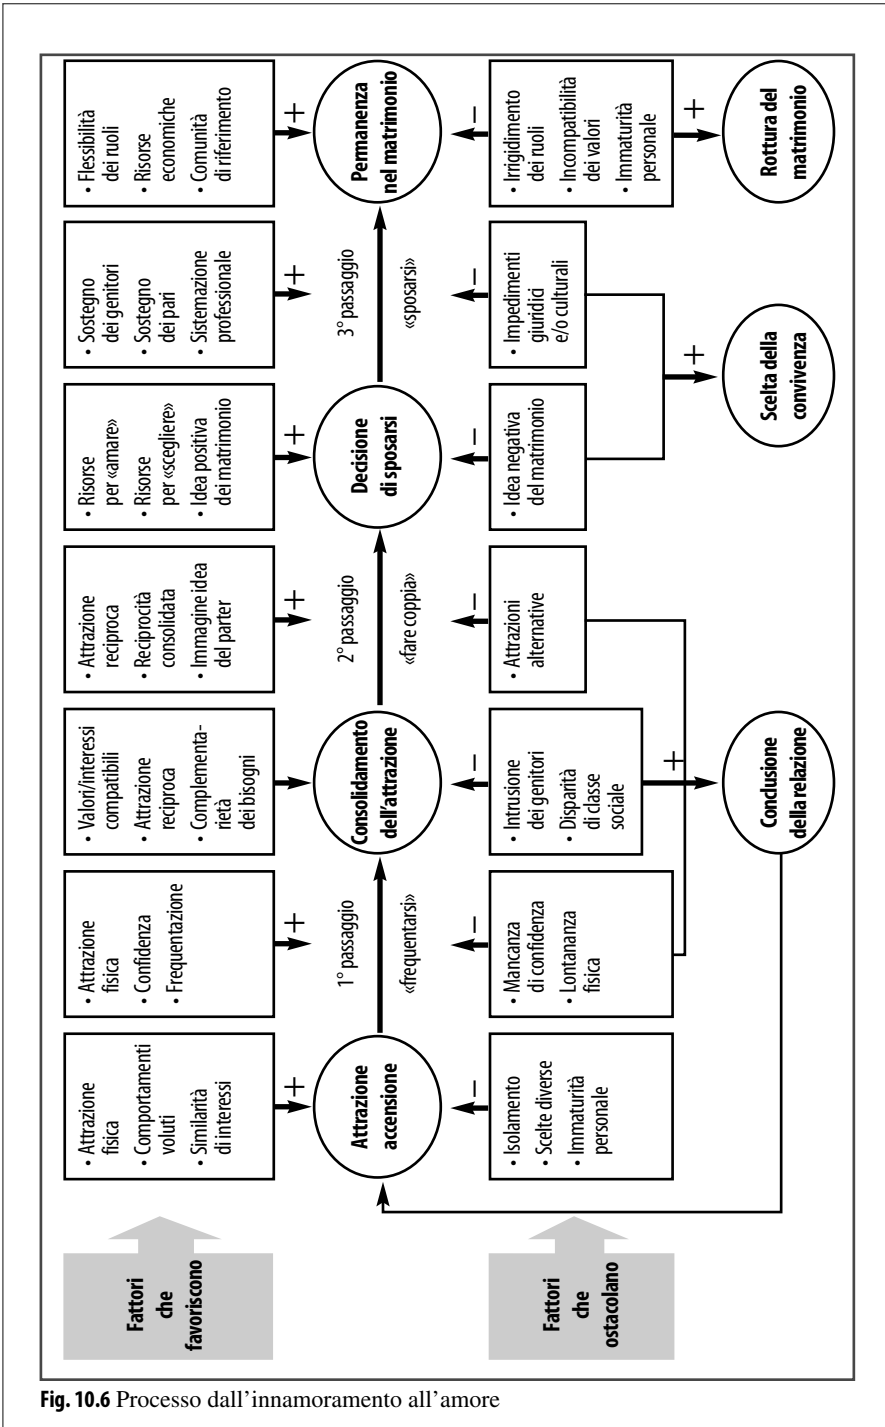 Fattori
che
favoriscono
• Attrazione
fisica
• Comportamenti
voluti
• Similarità
di interessi
+
• Attrazione
fisica
• Confidenza
• Frequentazione
+
• Valori/interessi
compatibili
• Attrazione
reciproca
• Complementa-
rietà
dei bisogni
• Attrazione
reciproca
• Reciprocità
consolidata
• Immagine idea
del parter
+
• Risorse
per «amare»
• Risorse
per «scegliere»
• Idea positiva
del matrimonio
+
• Sostegno
dei genitori
• Sostegno
dei pari
• Sistemazione
professionale
+
• Flessibilità
dei ruoli
• Risorse
economiche
• Comunità
di riferimento
+
Attrazione
accensione
1° passaggio
«frequentarsi»
Consolidamento
dell'attrazione
2° passaggio
«fare coppia»
Decisione
di sposarsi
3° passaggio
«sposarsi»
Permanenza
nel matrimonio
Fattori
che
ostacolano
–
• Isolamento
• Scelte diverse
• Immaturità
personale
–
• Mancanza
di confidenza
• Lontananza
fisica
–
• Intrusione
dei genitori
• Disparità
di classe
sociale
–
• Attrazioni
alternative
–
• Idea negativa
del matrimonio
–
• Impedimenti
giuridici
e/o culturali
–
• Irrigidimento
dei ruoli
• Incompatibilità
dei valori
• Immaturità
personale
+
Conclusione
della relazione
+
Scelta della
convivenza
+
Rottura del
matrimonio
Fig. 10.6 Processo dall'innamoramento all'amore